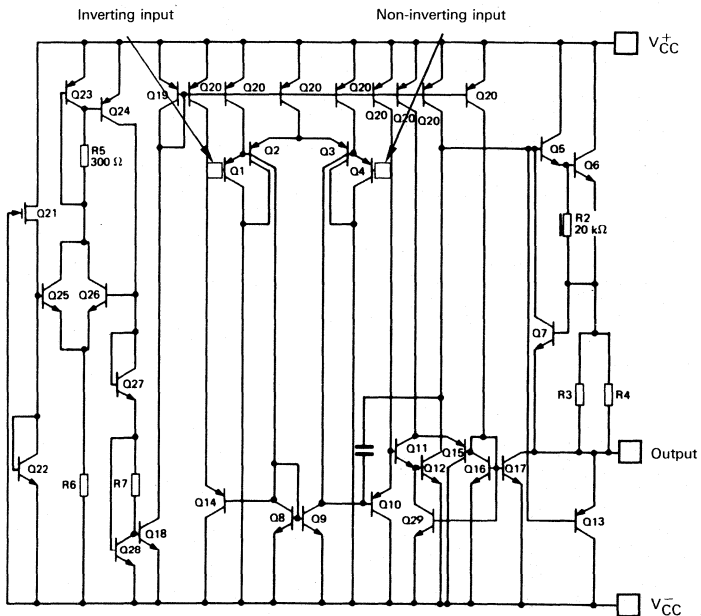 Inverting input
Non-inverting input
V+CC
Q23
Q24
Q19
Q20
Q20
Q20
Q20
Q20
Q20
Q20
Q20
R5
300 Ω
Q2
Q3
Q1
Q4
Q5
Q6
Q21
R2
20 kΩ
Q25
Q26
Q7
Q27
R3
R4
Q22
R6
R7
Q11
Q15
Q12
Q16
Q17
Output
Q14
Q8
Q9
Q10
Q29
Q13
Q18
Q28
V−CC